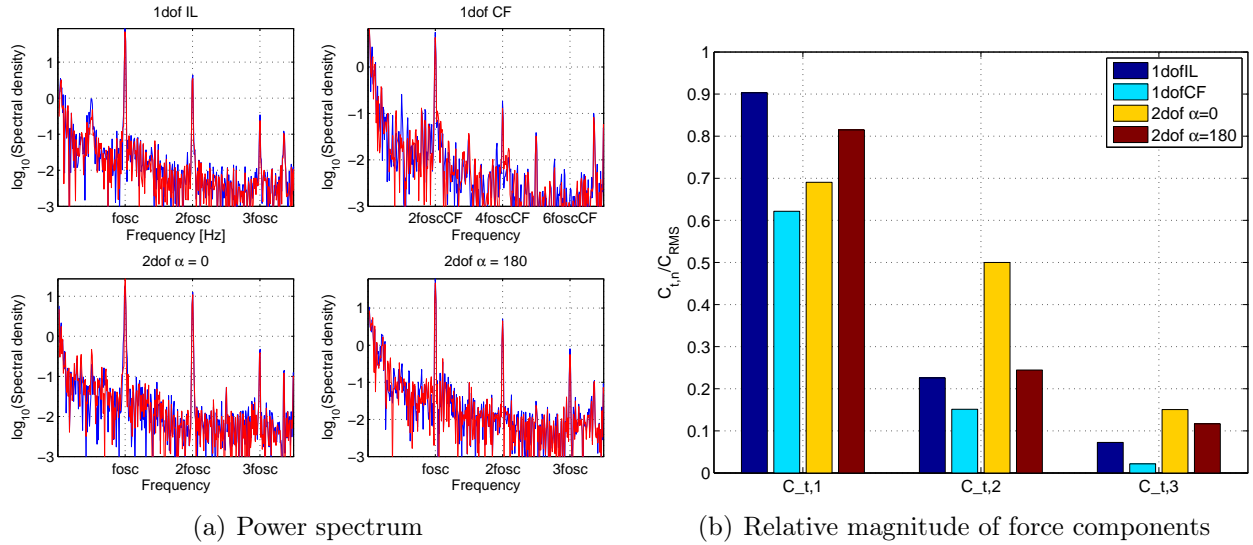 1dof IL
log10(Spectral density)
1
0
−1
−2
−3
fosc
2fosc
3fosc
Frequency [Hz]
1dof CF
log10(Spectral density)
0
−1
−2
−3
2foscCF
4foscCF
6foscCF
Frequency
2dof α = 0
log10(Spectral density)
1
0
−1
−2
−3
fosc
2fosc
3fosc
Frequency
2dof α = 180
log10(Spectral density)
1
0
−1
−2
−3
fosc
2fosc
3fosc
Frequency
(a) Power spectrum
C_t,n/C_RMS
1
0.9
0.8
0.7
0.6
0.5
0.4
0.3
0.2
0.1
0
C_t,1
C_t,2
C_t,3
1dofIL
1dofCF
2dof α=0
2dof α=180
(b) Relative magnitude of force components